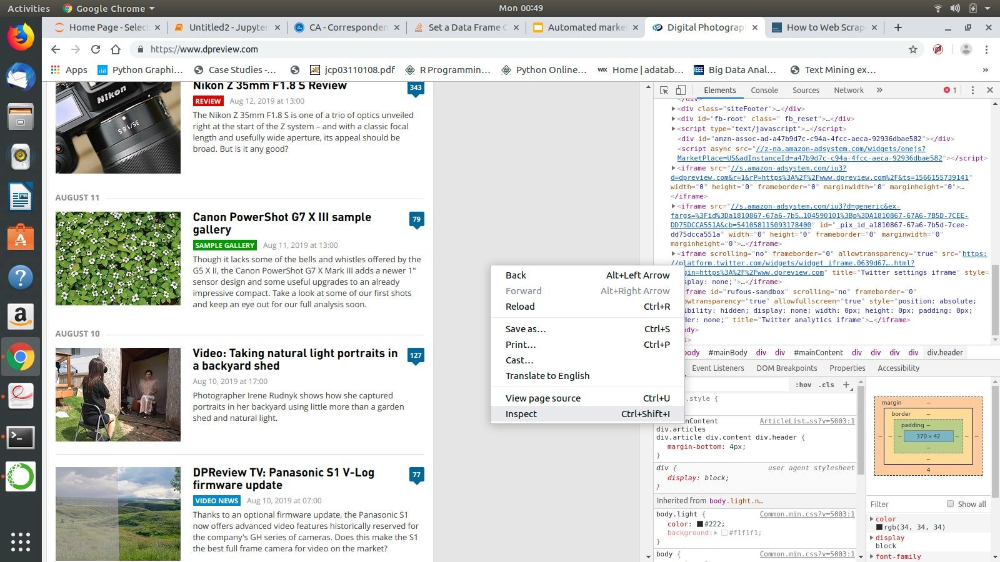 Activities
Google Chrome
Mon 00:49
Home Page - Select
Untitled2 - Jupyter
CA - Corresponden
Set a Data Frame C
Automated marke
Digital Photograp
How to Web Scrap
https://www.dpreview.com
Apps
Python Graphi…
Case Studies -…
jcp03110108.pdf
R Programmin…
Python Online…
WIX
Home | adatab…
IEEE
Big Data Anal…
Text Mining ex…
»
Nikon Z 35mm F1.8 S Review
343
REVIEW Aug 12, 2019 at 13:00
The Nikon Z 35mm F1.8 S is one of a trio of optics unveiled
right at the start of the Z system – and with a classic focal
length and usefully wide aperture, its appeal should be
broad. But is it any good?
Nikon
35/1.8 S
AUGUST 11
Canon PowerShot G7 X III sample
gallery
79
SAMPLE GALLERY Aug 11, 2019 at 13:00
Though it lacks some of the bells and whistles offered by the
G5 X II, the Canon PowerShot G7 X Mark III adds a newer 1"
sensor design and some useful upgrades to an already
impressive compact. Take a look at some of our first shots
and keep an eye out for our full analysis soon.
AUGUST 10
Video: Taking natural light portraits in
a backyard shed
127
Aug 10, 2019 at 17:00
Photographer Irene Rudnyk shows how she captured
portraits in her backyard using little more than a garden
shed and natural light.
DPReview TV: Panasonic S1 V-Log
firmware update
77
VIDEO NEWS Aug 10, 2019 at 07:00
Thanks to an optional firmware update, the Panasonic S1
now offers advanced video features historically reserved for
the company's GH series of cameras. Does this make the S1
the best full frame camera for video on the market?
Back Alt+Left Arrow
Forward Alt+Right Arrow
Reload Ctrl+R
Save as… Ctrl+S
Print… Ctrl+P
Cast…
Translate to English
View page source Ctrl+U
Inspect Ctrl+Shift+I
Elements Console Sources Network » 1
</div>
<div class="siteFooter">…</div>
<div id="fb-root" class=" fb_reset">…</div>
<script type="text/javascript">…</script>
<div id="amzn-assoc-ad-a47b9d7c-c94a-4fcc-aeca-92936dbae582"></div>
<script async src="//z-na.amazon-adsystem.com/widgets/onejs?
MarketPlace=US&adInstanceId=a47b9d7c-c94a-4fcc-aeca-92936dbae582"></script>
<iframe src="//s.amazon-adsystem.com/iu3?
d=dpreview.com&r=1&rP=https%3A%2F%2Fwww.dpreview.com%2F&ts=1566155739141"
width="0" height="0" frameborder="0" marginwidth="0" marginheight="0">…
</iframe>
<iframe src="//s.amazon-adsystem.com/iu3?d=generic&ex-
fargs=%3Fid%3Da1810867-67a6-7b5…104590101%3Bp%3DA1810867-67A6-7B5D-7CEE-
DD75DCCA551A&cb=541058115093178400" id="_pix_id_a1810867-67a6-7b5d-7cee-
dd75dcca551a" width="0" height="0" frameborder="0" marginwidth="0"
marginheight="0">…</iframe>
<iframe scrolling="no" frameborder="0" allowtransparency="true" src="https:
//platform.twitter.com/widgets/widget_iframe.0639d67….html?
gin=https%3A%2F%2Fwww.dpreview.com" title="Twitter settings iframe" style=
isplay: none;">…</iframe>
frame id="rufous-sandbox" scrolling="no" frameborder="0"
owtransparency="true" allowfullscreen="true" style="position: absolute;
ibility: hidden; display: none; width: 0px; height: 0px; padding: 0px;
der: none;" title="Twitter analytics iframe">…</iframe>
ody>
l>
body #mainBody div div #mainContent div div div div div.header
Event Listeners DOM Breakpoints Properties Accessibility
:hov .cls +
.style {
nContent ArticleList…ss?v=5003:1
div.articles
div.article div.content div.header {
margin-bottom: 4px;
}
div { user agent stylesheet
display: block;
}
Inherited from body.light.n…
body.light { Common.min.css?v=5003:1
color: #222;
background: #f1f1f1;
}
body { Common.min.css?v=5003:1
margin –
border –
padding –
– – – 370 × 42 – – –
–
–
4
Filter Show all
color
rgb(34, 34, 34)
display
block
font-family